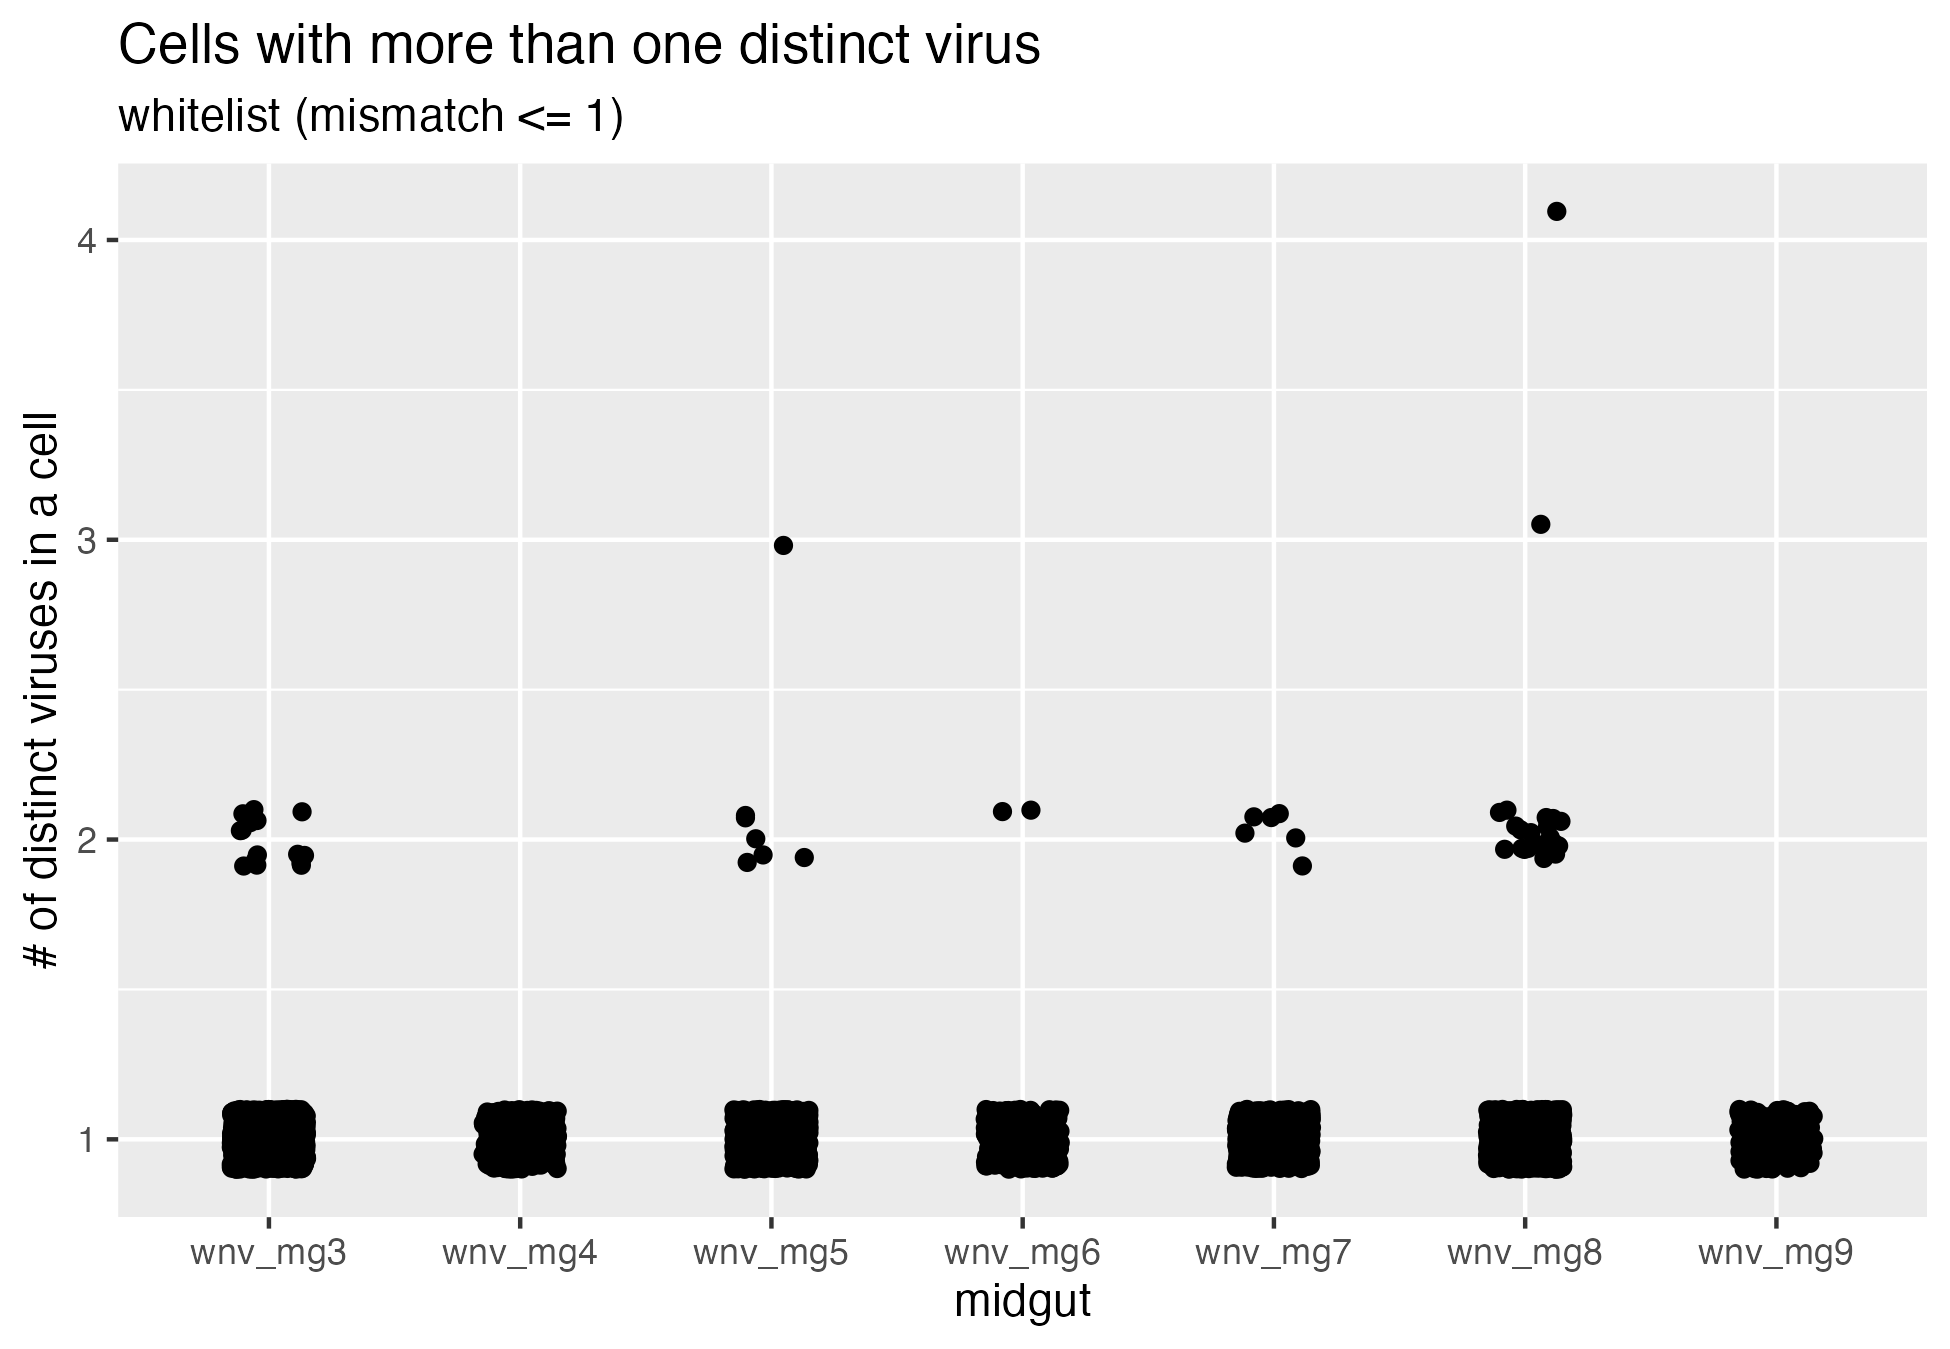 Cells with more than one distinct virus
whitelist (mismatch <= 1)
# of distinct viruses in a cell
4
3
2
1
wnv_mg3 wnv_mg4 wnv_mg5 wnv_mg6 wnv_mg7 wnv_mg8 wnv_mg9
midgut